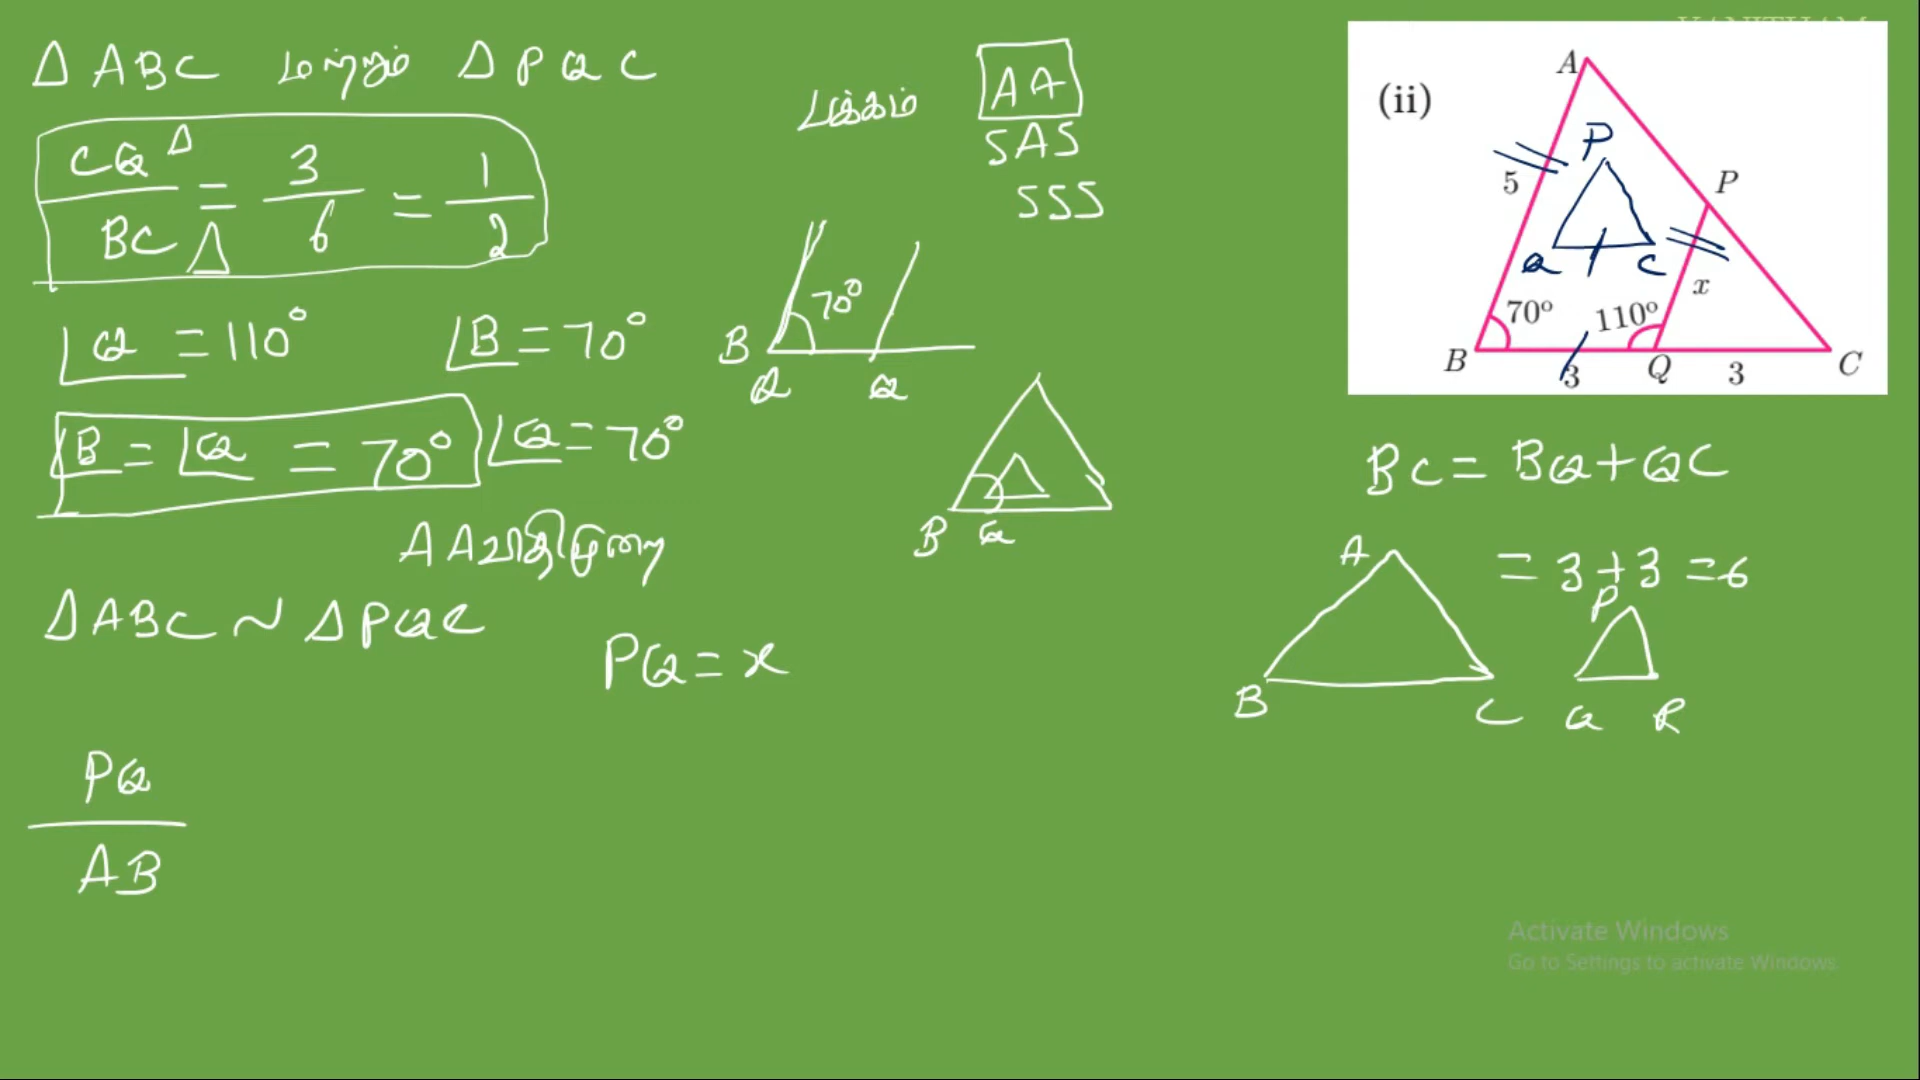 Δ ABC மற்றும் Δ PQC
CQ Δ / BC Δ = 3 / 6 = 1 / 2
∠Q = 110° ∠B = 70°
∠B = ∠Q = 70° ∠Q = 70°
AA விதிமுறை
Δ ABC ~ Δ PQC
PQ = x
PQ / AB
பக்கம்
AA
SAS
SSS
70°
B
Q Q
B Q
(ii)
A
P
P
5
Q C
x
70° 110°
B Q C
3 3
BC = BQ + QC
= 3 + 3 = 6
A P
B C Q R
Activate Windows
Go to Settings to activate Windows